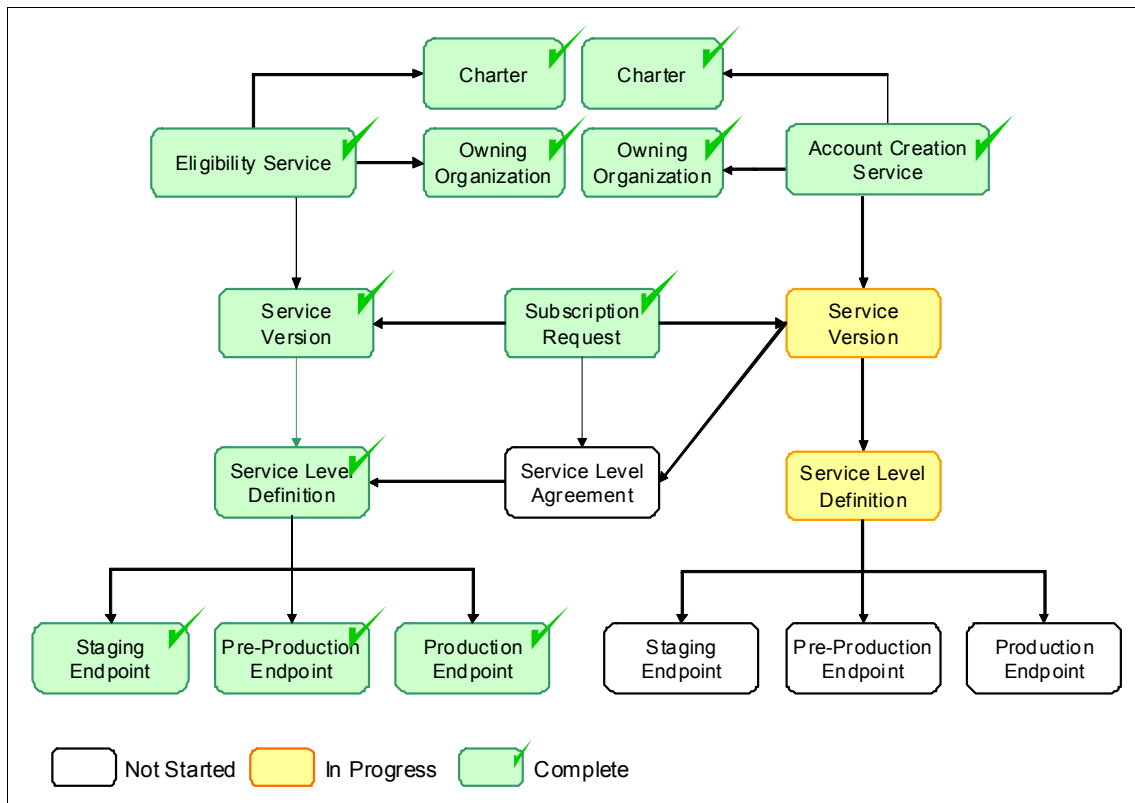 Charter
Charter
Eligibility Service
Owning
Organization
Owning
Organization
Account Creation
Service
Service
Version
Subscription
Request
Service
Version
Service Level
Definition
Service Level
Agreement
Service Level
Definition
Staging
Endpoint
Pre-Production
Endpoint
Production
Endpoint
Staging
Endpoint
Pre-Production
Endpoint
Production
Endpoint
Not Started
In Progress
Complete